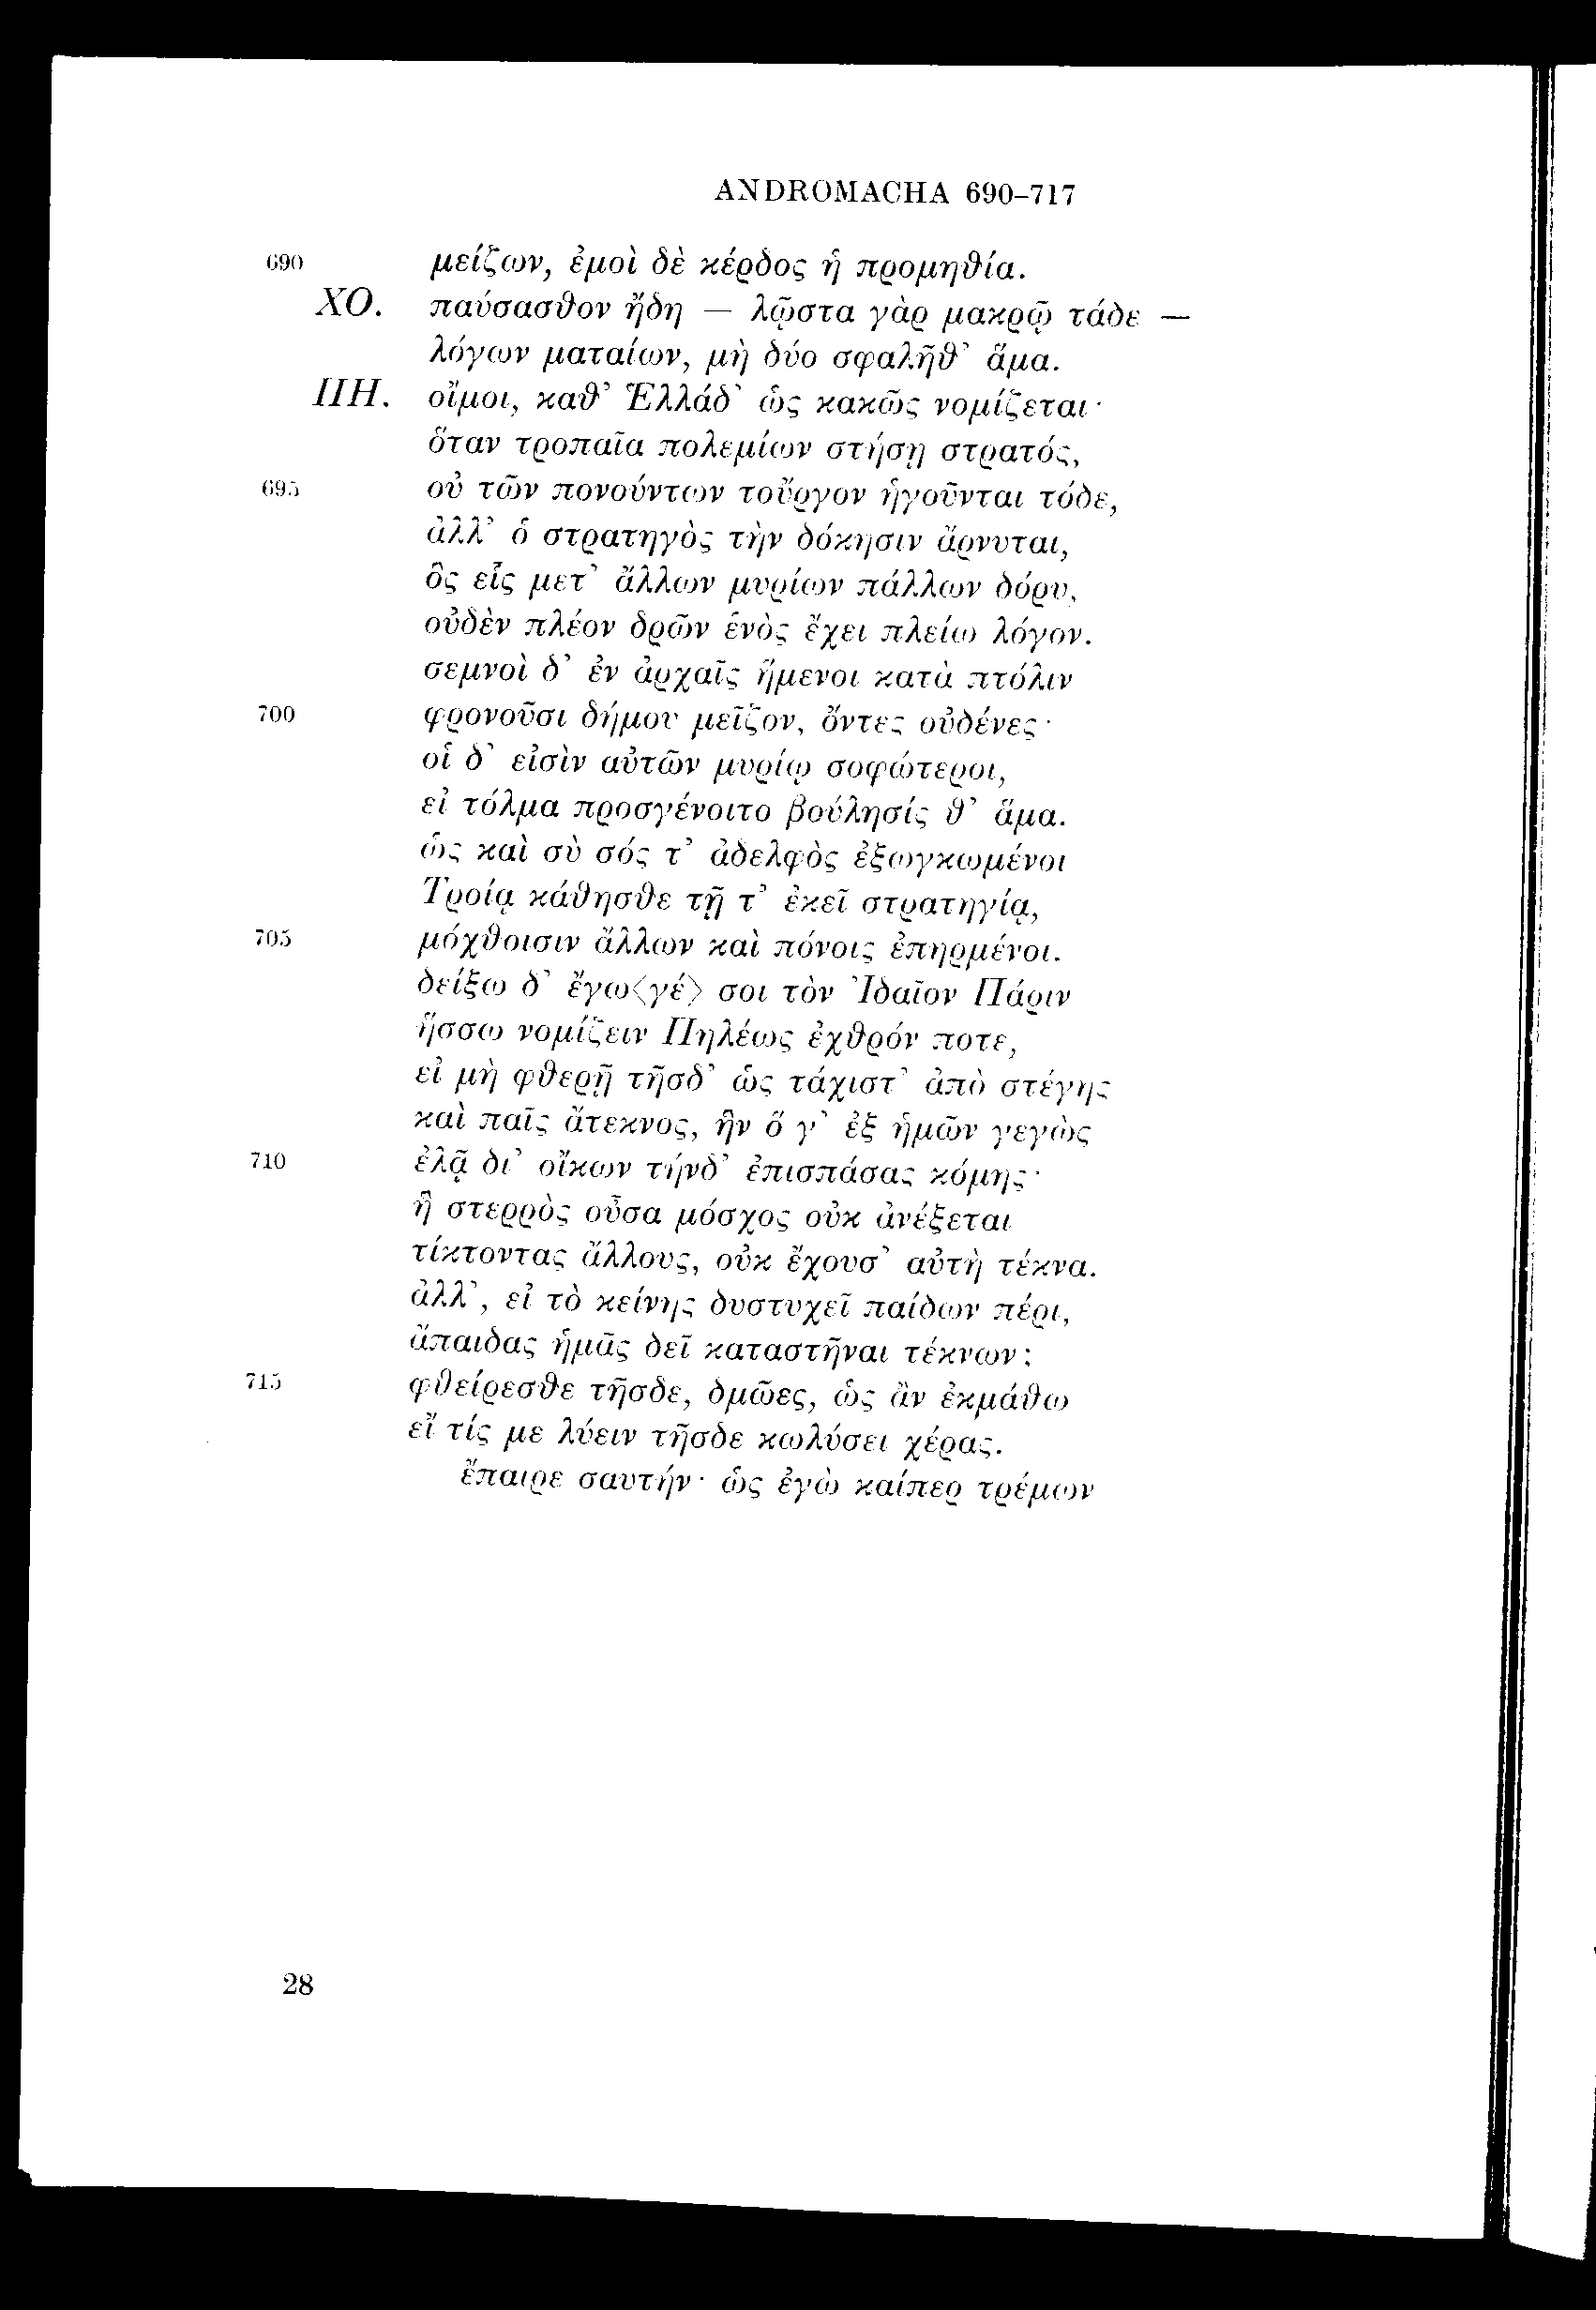 ANDROMACHA 690–717
690 μείζων, ἐμοὶ δὲ κέρδος ἡ προμηθία.
ΧΟ. παύσασθον ἤδη — λῷστα γὰρ μακρῷ τάδε —
λόγων ματαίων, μὴ δύο σφαλῆθ’ ἅμα.
ΠΗ. οἴμοι, καθ’ Ἑλλάδ’ ὡς κακῶς νομίζεται·
ὅταν τροπαῖα πολεμίων στήσῃ στρατός,
695 οὐ τῶν πονούντων τοὔργον ἡγοῦνται τόδε,
ἀλλ’ ὁ στρατηγὸς τὴν δόκησιν ἄρνυται,
ὃς εἷς μετ’ ἄλλων μυρίων πάλλων δόρυ,
οὐδὲν πλέον δρῶν ἑνὸς ἔχει πλείω λόγον.
σεμνοὶ δ’ ἐν ἀρχαῖς ἥμενοι κατὰ πτόλιν
700 φρονοῦσι δήμου μεῖζον, ὄντες οὐδένες·
οἱ δ’ εἰσὶν αὐτῶν μυρίῳ σοφώτεροι,
εἰ τόλμα προσγένοιτο βούλησίς θ’ ἅμα.
ὡς καὶ σὺ σός τ’ ἀδελφὸς ἐξωγκωμένοι
Τροίᾳ κάθησθε τῇ τ’ ἐκεῖ στρατηγίᾳ,
705 μόχθοισιν ἄλλων καὶ πόνοις ἐπηρμένοι.
δείξω δ’ ἔγω⟨γέ⟩ σοι τὸν Ἰδαῖον Πάριν
ἥσσω νομίζειν Πηλέως ἐχθρόν ποτε,
εἰ μὴ φθερῇ τῆσδ’ ὡς τάχιστ’ ἀπὸ στέγης
καὶ παῖς ἄτεκνος, ἣν ὅ γ’ ἐξ ἡμῶν γεγὼς
710 ἐλᾷ δι’ οἴκων τήνδ’ ἐπισπάσας κόμης·
ἣ στερρὸς οὖσα μόσχος οὐκ ἀνέξεται
τίκτοντας ἄλλους, οὐκ ἔχουσ’ αὐτὴ τέκνα.
ἀλλ’, εἰ τὸ κείνης δυστυχεῖ παίδων πέρι,
ἄπαιδας ἡμᾶς δεῖ καταστῆναι τέκνων;
715 φθείρεσθε τῆσδε, δμῶες, ὡς ἂν ἐκμάθω
εἴ τίς με λύειν τῆσδε κωλύσει χέρας.
ἔπαιρε σαυτήν· ὡς ἐγὼ καίπερ τρέμων
28